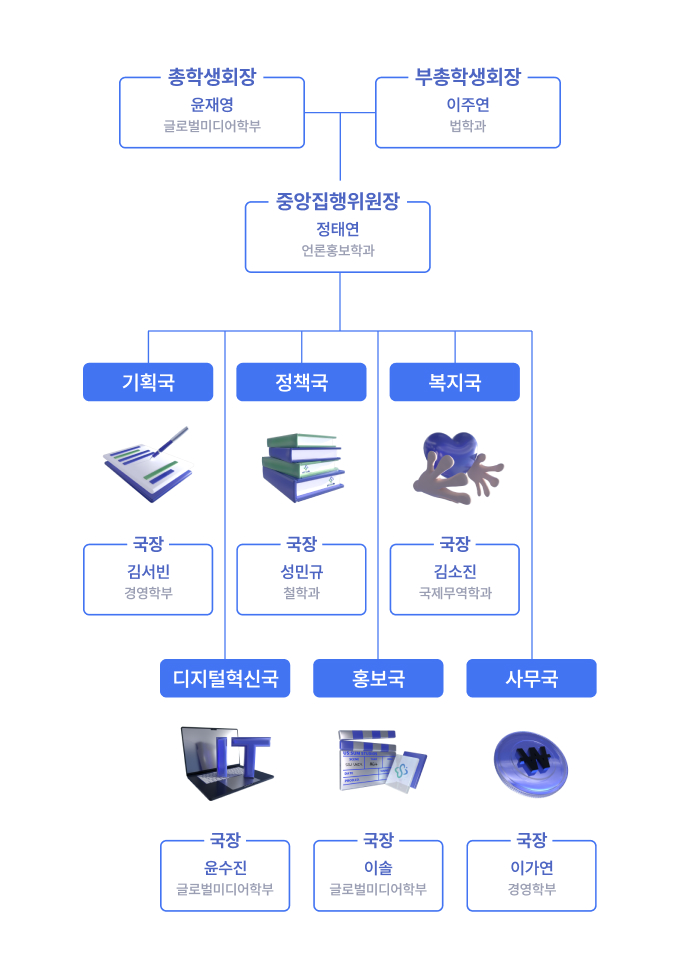 총학생회장
윤재영
글로벌미디어학부
부총학생회장
이주연
법학과
중앙집행위원장
정태연
언론홍보학과
기획국
정책국
복지국
국장
김서빈
경영학부
국장
성민규
철학과
국장
김소진
국제무역학과
디지털혁신국
홍보국
사무국
IT
₩
국장
윤수진
글로벌미디어학부
국장
이솔
글로벌미디어학부
국장
이가연
경영학부